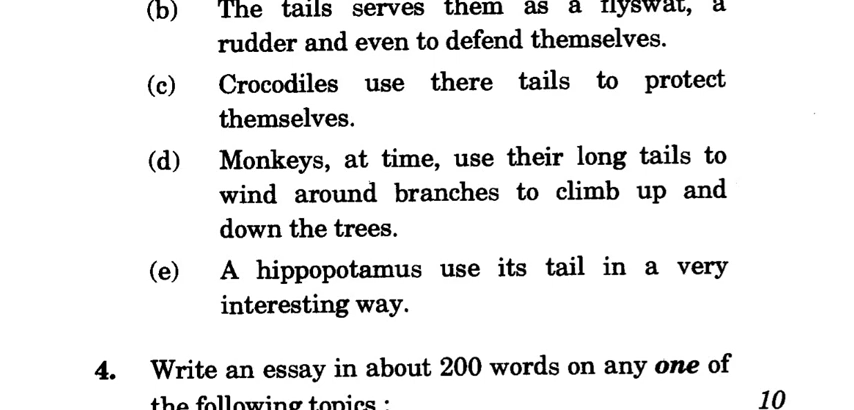 (b) The tails serves them as a flyswat, a
rudder and even to defend themselves.
(c) Crocodiles use there tails to protect
themselves.
(d) Monkeys, at time, use their long tails to
wind around branches to climb up and
down the trees.
(e) A hippopotamus use its tail in a very
interesting way.
4. Write an essay in about 200 words on any one of
the following topics : 10